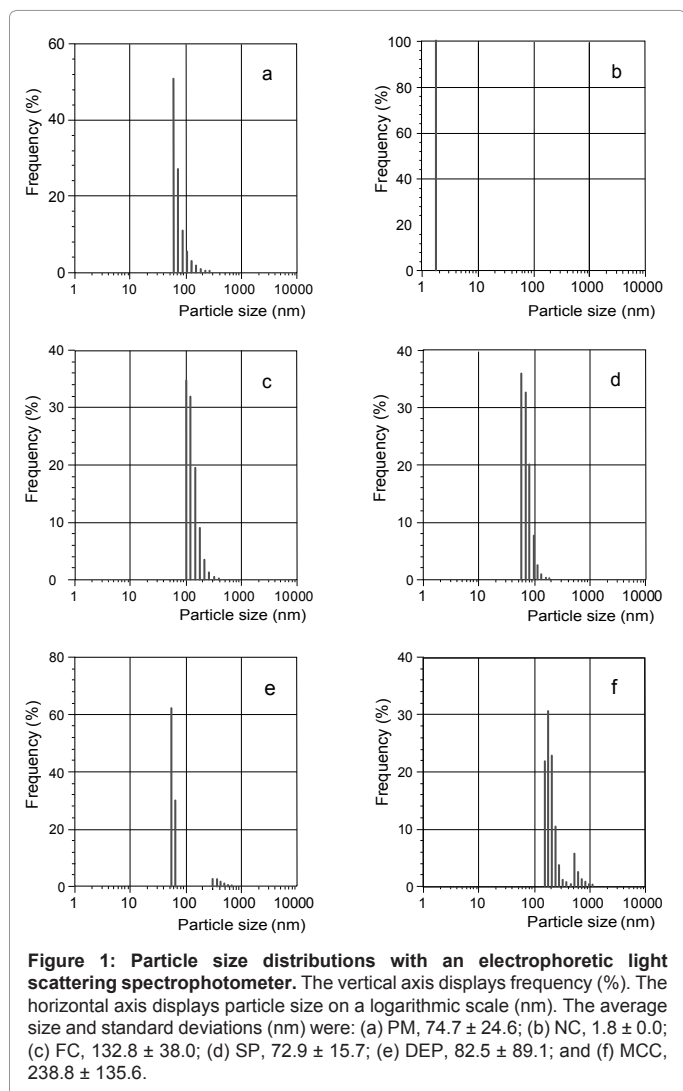 60
40
20
0
Frequency (%)
a
1 10 100 1000 10000
Particle size (nm)
100
80
60
40
20
0
Frequency (%)
b
1 10 100 1000 10000
Particle size (nm)
40
30
20
10
0
Frequency (%)
c
1 10 100 1000 10000
Particle size (nm)
40
30
20
10
0
Frequency (%)
d
1 10 100 1000 10000
Particle size (nm)
80
60
40
20
0
Frequency (%)
e
1 10 100 1000 10000
Particle size (nm)
40
30
20
10
0
Frequency (%)
f
1 10 100 1000 10000
Particle size (nm)
Figure 1: Particle size distributions with an electrophoretic light
scattering spectrophotometer. The vertical axis displays frequency (%). The
horizontal axis displays particle size on a logarithmic scale (nm). The average
size and standard deviations (nm) were: (a) PM, 74.7 ± 24.6; (b) NC, 1.8 ± 0.0;
(c) FC, 132.8 ± 38.0; (d) SP, 72.9 ± 15.7; (e) DEP, 82.5 ± 89.1; and (f) MCC,
238.8 ± 135.6.